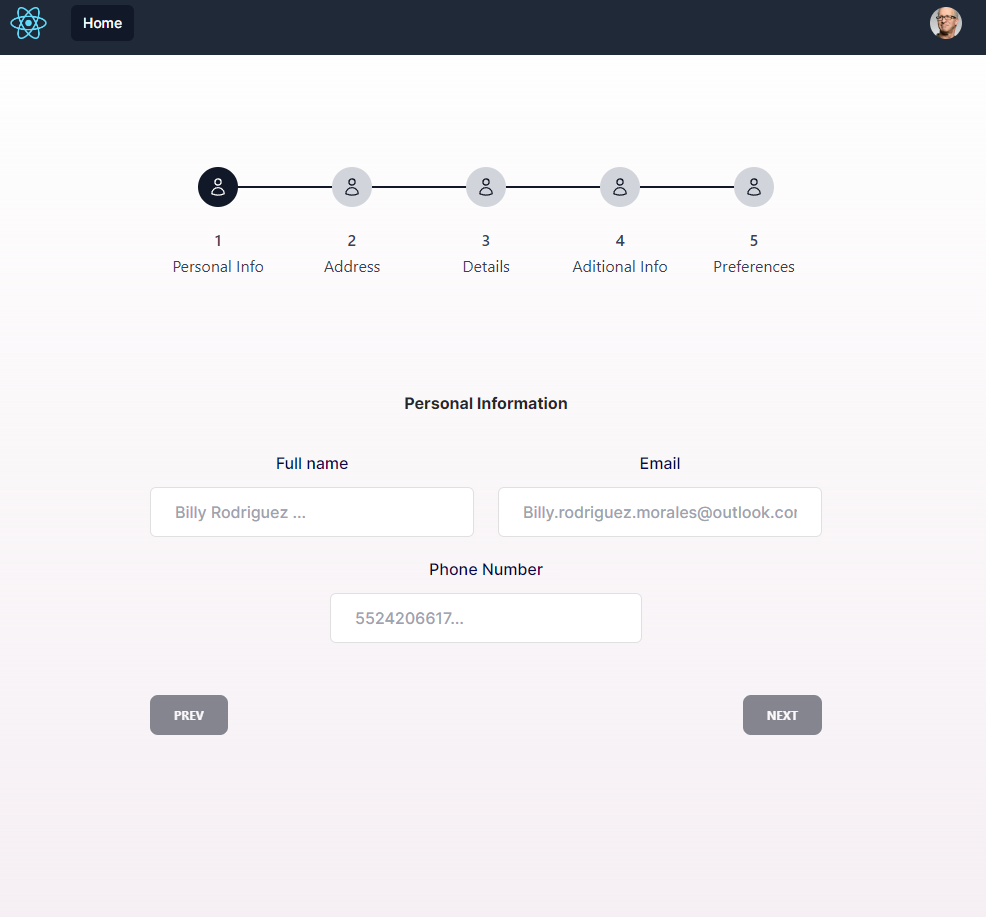 Home
1 2 3 4 5
Personal Info Address Details Aditional Info Preferences
Personal Information
Full name Email
Billy Rodriguez ... Billy.rodriguez.morales@outlook.co
Phone Number
5524206617...
PREV NEXT